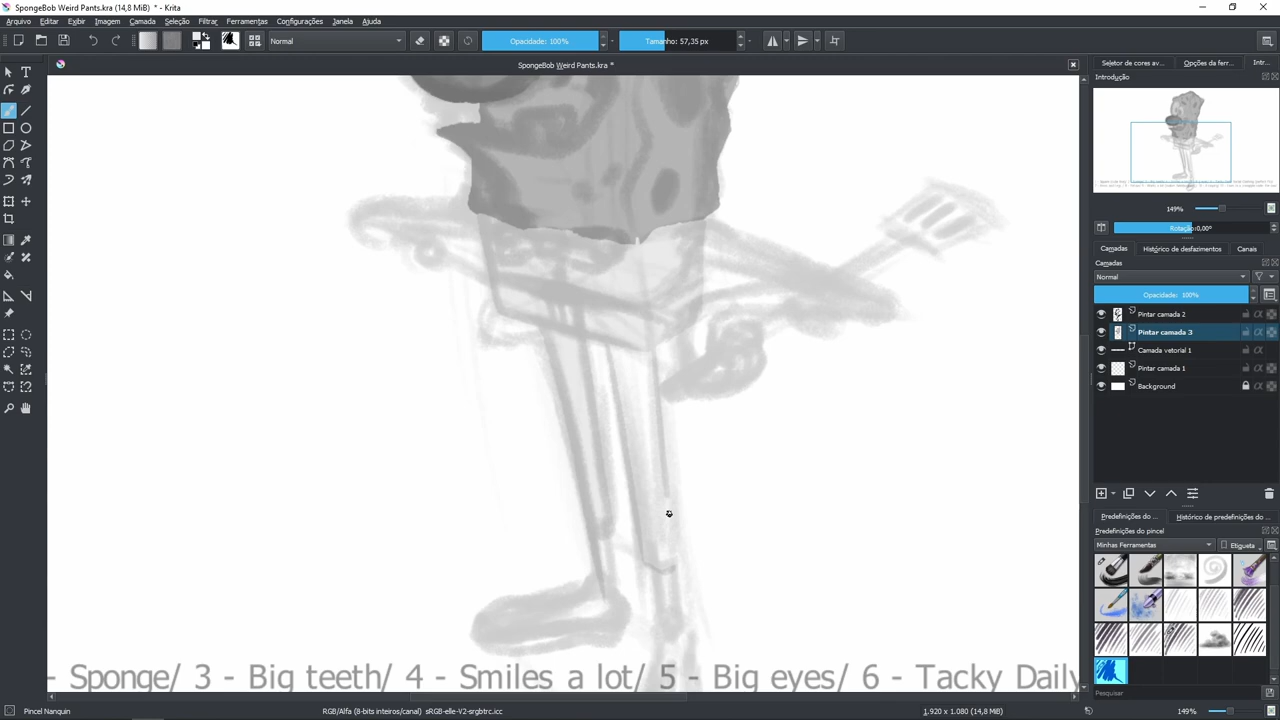 SpongeBob Weird Pants.kra (14,8 MiB) * - Krita
Arquivo Editar Exibir Imagem Camada Seleção Filtrar Ferramentas Configurações Janela Ajuda
Normal Opacidade: 100% Tamanho: 57,35 px
SpongeBob Weird Pants.kra *
Seletor de cores av... Opções da ferr... Intr...
Introdução
149%
Rotação:0,00°
Camadas Histórico de desfazimentos Canais
Camadas
Normal
Opacidade: 100%
Pintar camada 2
Pintar camada 3
Camada vetorial 1
Pintar camada 1
Background
Predefinições do ... Histórico de predefinições do ...
Predefinições do pincel
Minhas Ferramentas Etiqueta
- Sponge/ 3 - Big teeth/ 4 - Smiles a lot/ 5 - Big eyes/ 6 - Tacky Daily
Pesquisar
Pincel Nanquin RGB/Alfa (8-bits inteiros/canal) sRGB-elle-V2-srgbtrc.icc 1.920 x 1.080 (14,8 MiB) 149%